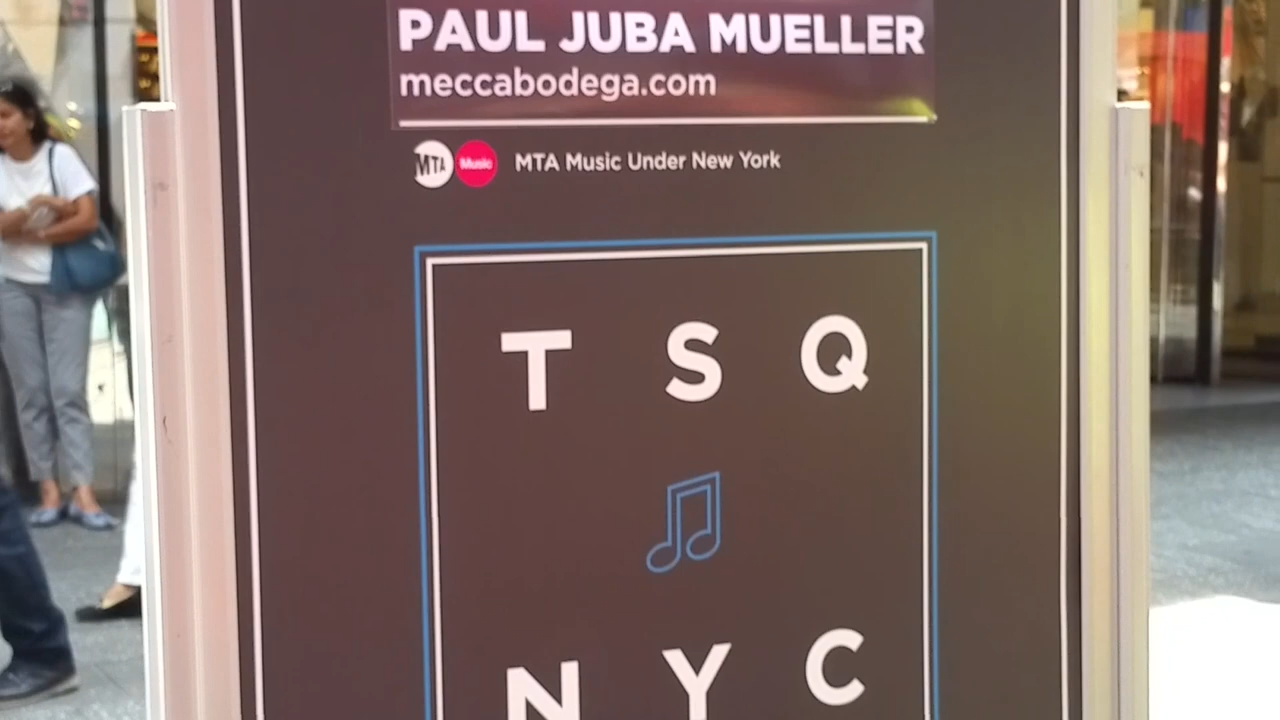 PAUL JUBA MUELLER
meccabodega.com
MTA Music MTA Music Under New York
T S Q
N Y C